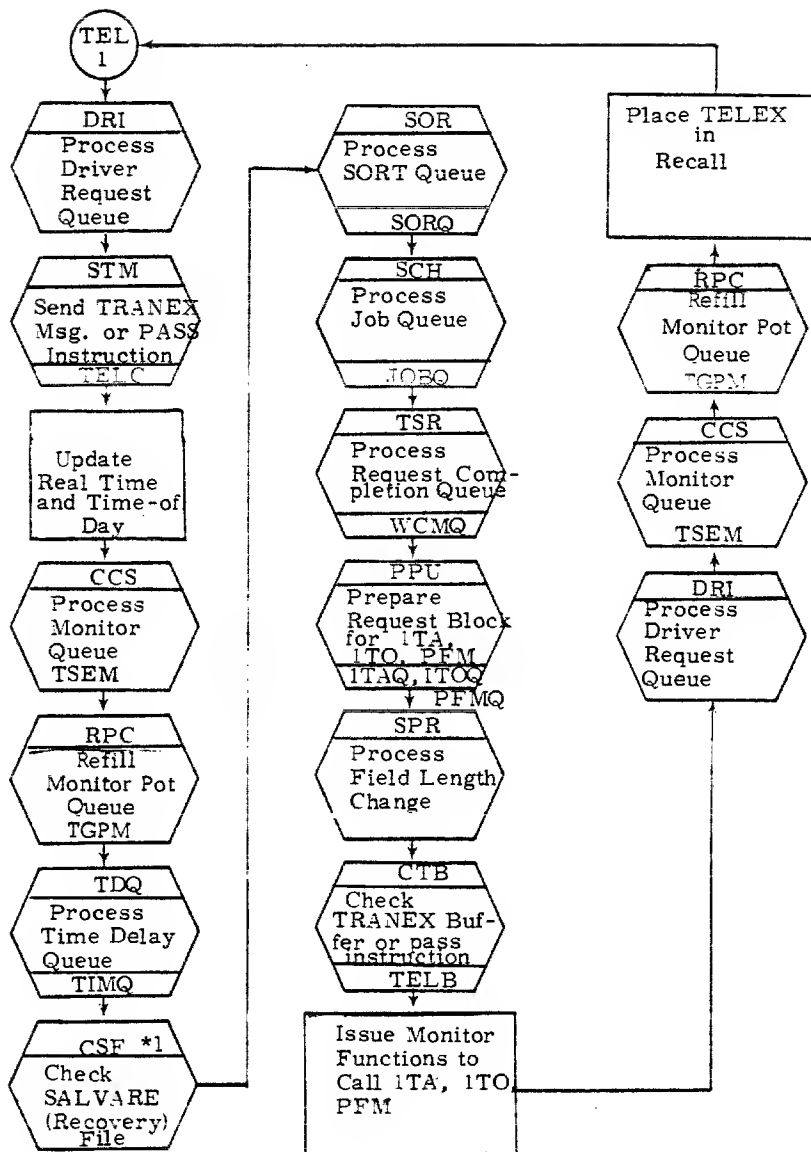 TEL
1
DRI
Process
Driver
Request
Queue
STM
Send TRANEX
Msg. or PASS
Instruction
TELC
Update
Real Time
and Time-of
Day
CCS
Process
Monitor
Queue
TSEM
RPC
Refill
Monitor Pot
Queue
TGPM
TDQ
Process
Time Delay
Queue
TIMQ
CSF *1
Check
SALVARE
(Recovery)
File
SOR
Process
SORT Queue
SORQ
SCH
Process
Job Queue
JOBQ
TSR
Process
Request Com-
pletion Queue
WCMQ
PPU
Prepare
Request Block
for 1TA,
1TO, PFM
1TAQ, 1TOQ
PFMQ
SPR
Process
Field Length
Change
CTB
Check
TRANEX Buf-
fer or pass
instruction
TELB
Issue Monitor
Functions to
Call 1TA, 1TO,
PFM
Place TELEX
in
Recall
RPC
Refill
Monitor Pot
Queue
TGPM
CCS
Process
Monitor
Queue
TSEM
DRI
Process
Driver
Request
Queue